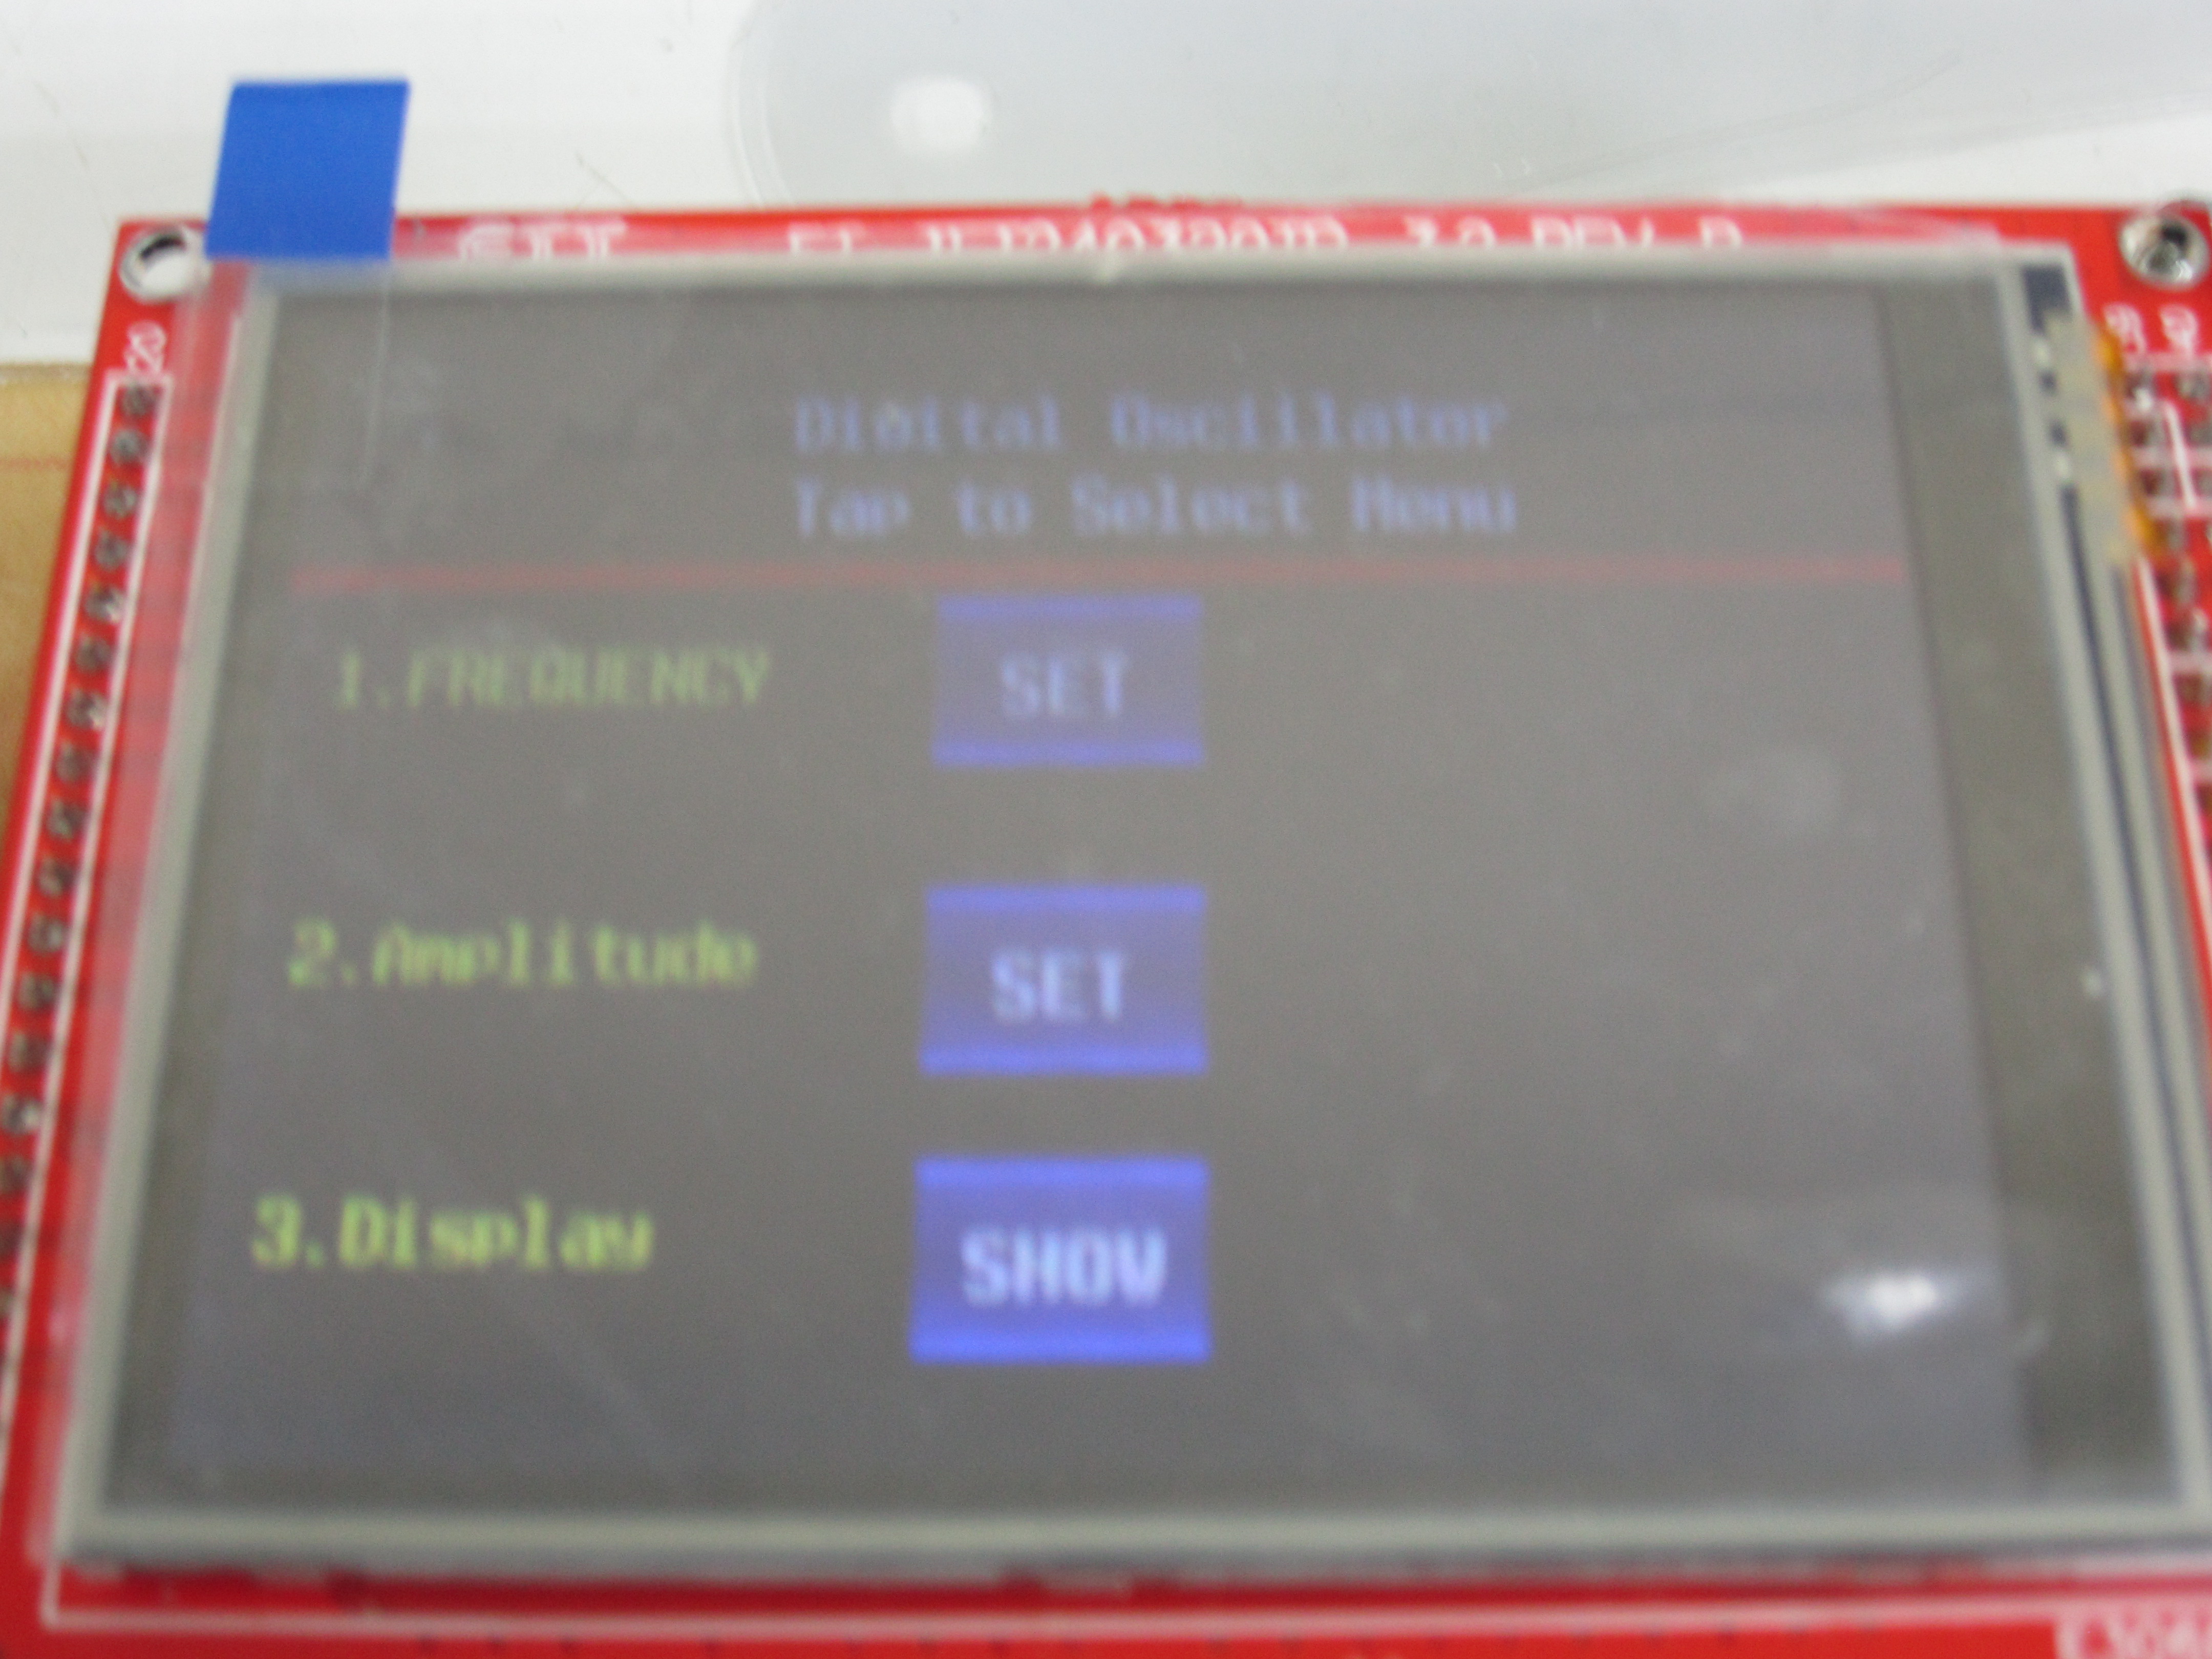 Digital Oscillator
Tap to Select Menu
1.FREQUENCY SET
2.Amplitude SET
3.Display SHOW